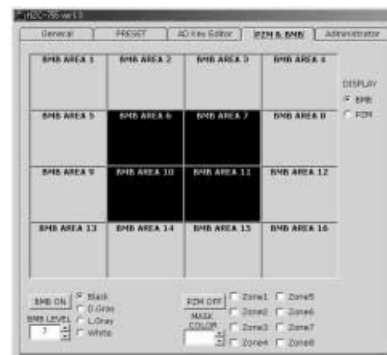 General PRESET AD Key Editor PZM & BMB Administrator
BMB AREA 1 BMB AREA 2 BMB AREA 3 BMB AREA 4
DISPLAY
BMB
PZM
BMB AREA 5 BMB AREA 6 BMB AREA 7 BMB AREA 8
BMB AREA 9 BMB AREA 10 BMB AREA 11 BMB AREA 12
BMB AREA 13 BMB AREA 14 BMB AREA 15 BMB AREA 16
BMB ON
BMB LEVEL
7
Black
D.Gray
L.Gray
White
PZM OFF
MASK
COLOR
Zone1 Zone5
Zone2 Zone6
Zone3 Zone7
Zone4 Zone8